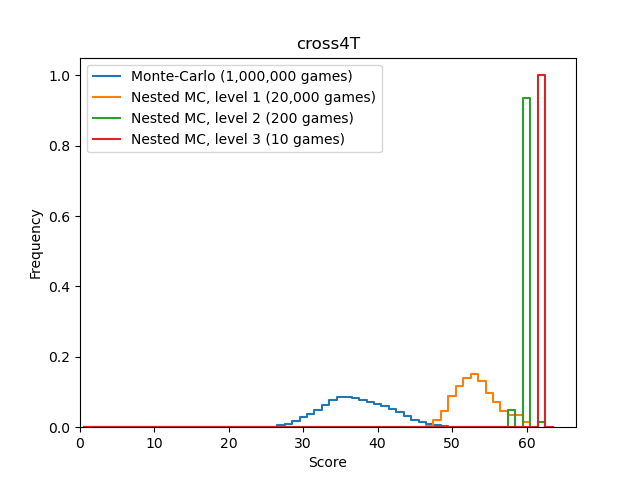 cross4T
Monte-Carlo (1,000,000 games)
Nested MC, level 1 (20,000 games)
Nested MC, level 2 (200 games)
Nested MC, level 3 (10 games)
1.0
0.8
0.6
0.4
0.2
0.0
Frequency
0 10 20 30 40 50 60
Score